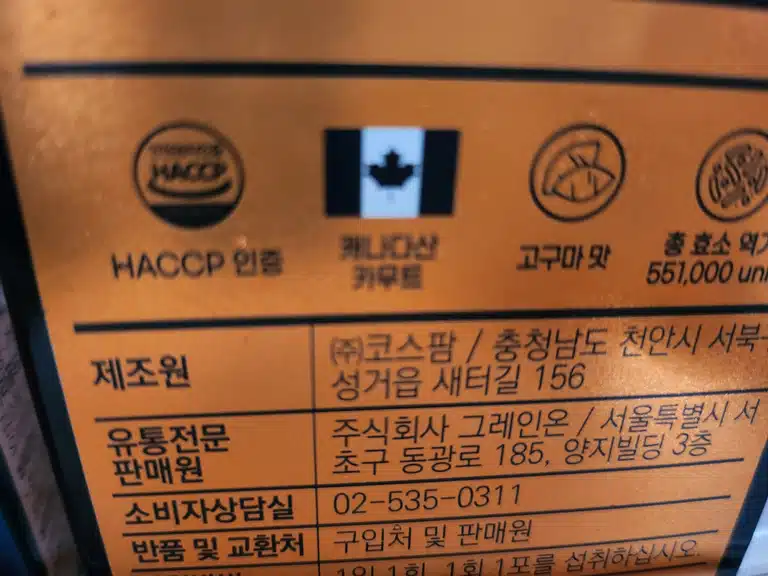 HACCP
HACCP 인증
캐나다산
카무트
고구마 맛
총 효소 역가
551,000 uni
제조원
㈜코스팜 / 충청남도 천안시 서북
성거읍 새터길 156
유통전문
판매원
주식회사 그레인온 / 서울특별시 서
초구 동광로 185, 양지빌딩 3층
소비자상담실
02-535-0311
반품 및 교환처
구입처 및 판매원
1일 1회, 1회 1포를 섭취하십시오.